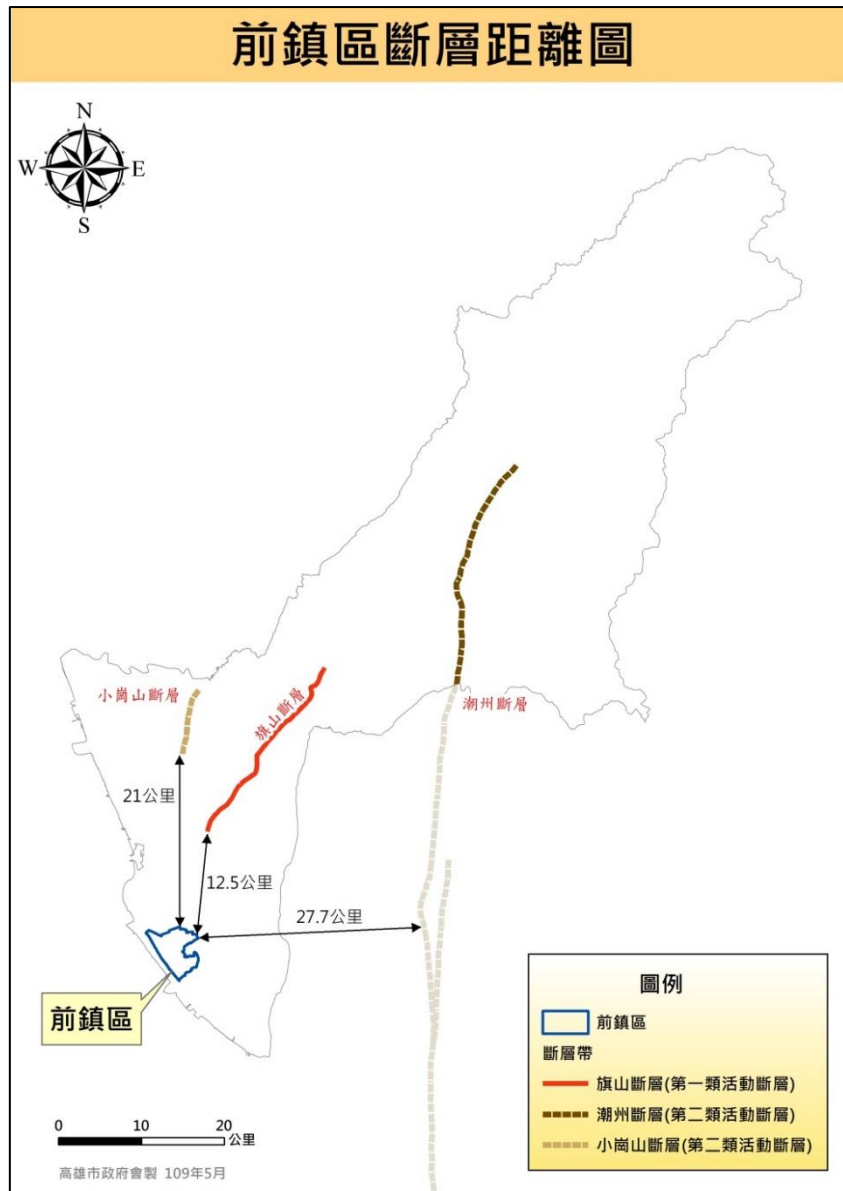 前鎮區斷層距離圖
N
W
E
S
小崗山斷層
旗山斷層
潮州斷層
21公里
12.5公里
27.7公里
前鎮區
圖例
前鎮區
斷層帶
旗山斷層(第一類活動斷層)
潮州斷層(第二類活動斷層)
小崗山斷層(第二類活動斷層)
0 10 20
公里
高雄市政府會製 109年5月